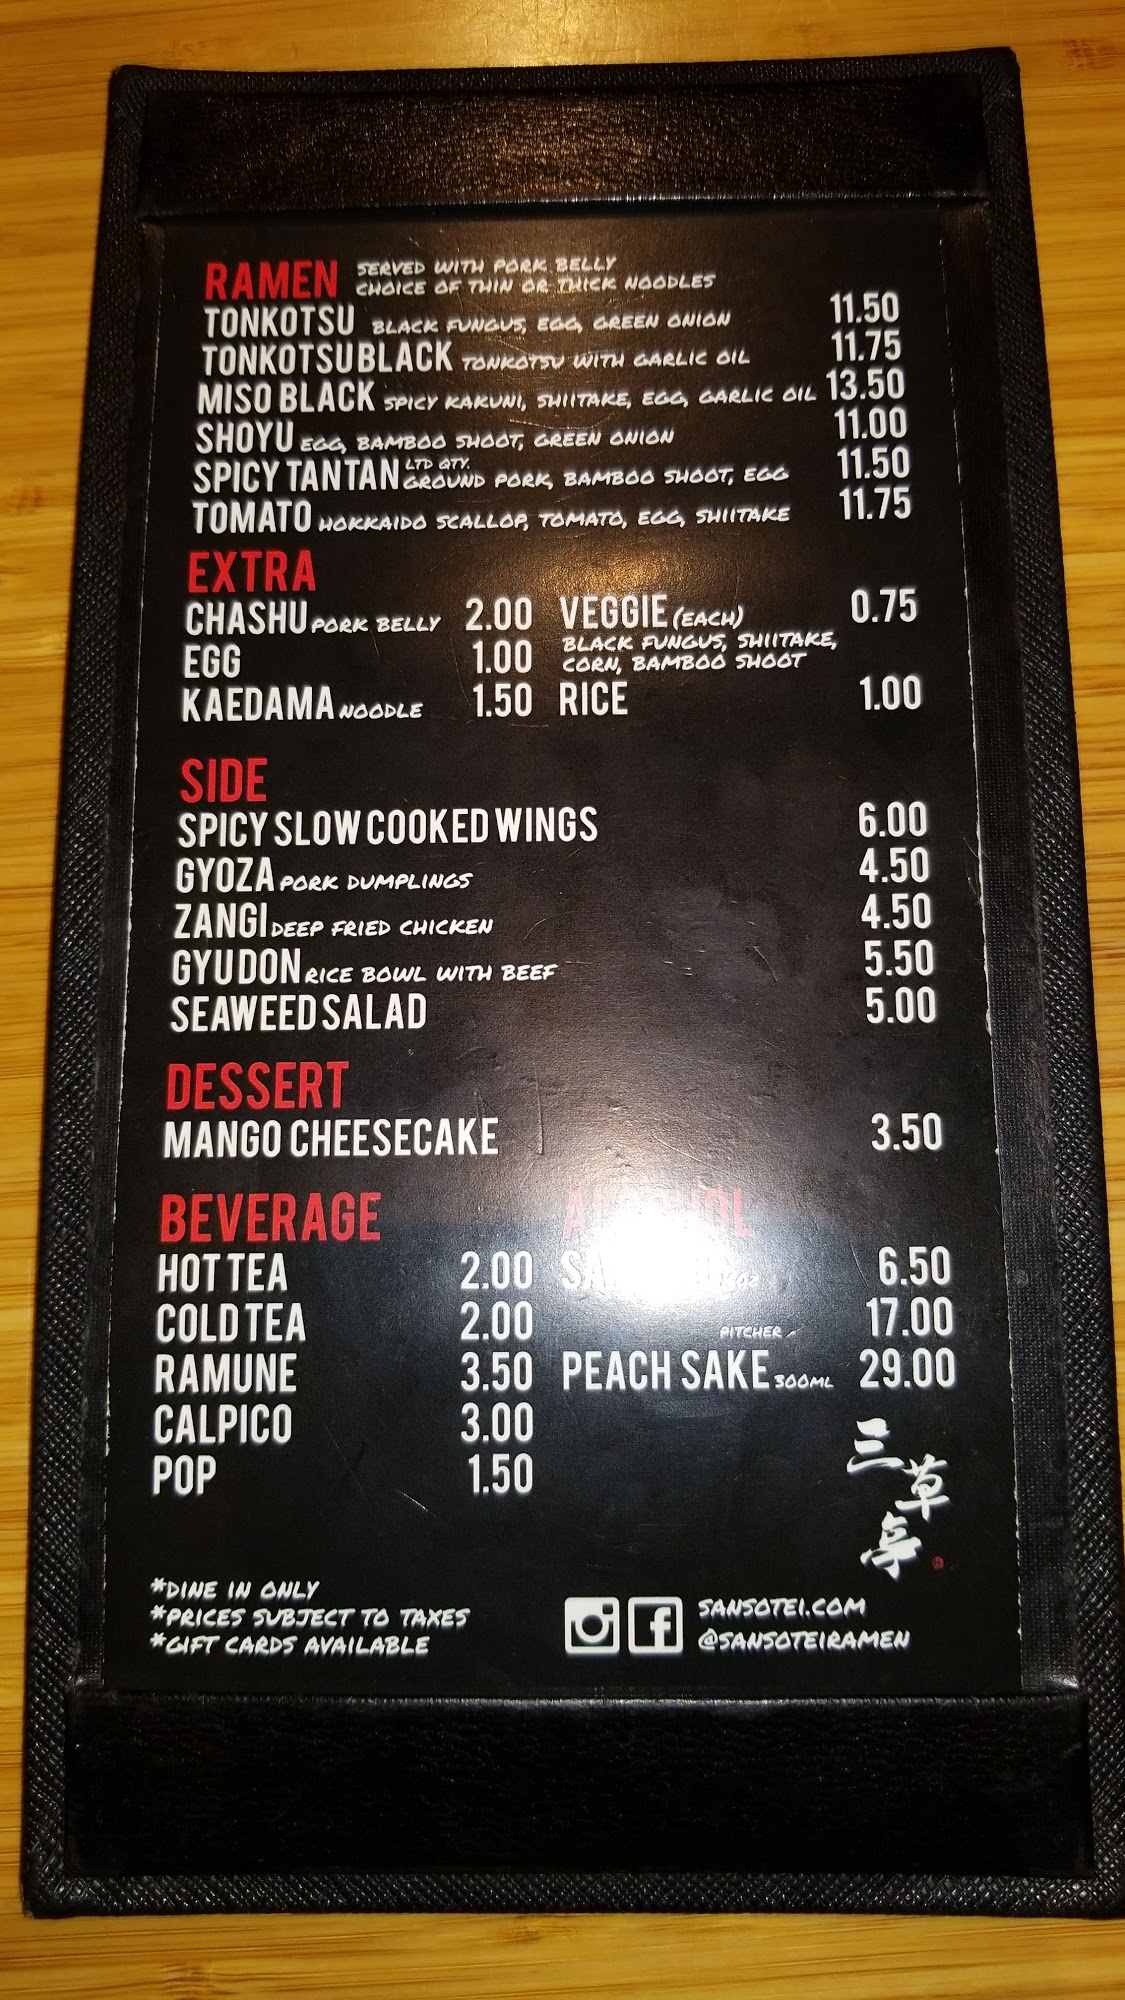 RAMEN SERVED WITH PORK BELLY
CHOICE OF THIN OR THICK NOODLES
TONKOTSU BLACK FUNGUS, EGG, GREEN ONION 11.50
TONKOTSU BLACK TONKOTSU WITH GARLIC OIL 11.75
MISO BLACK SPICY KAKUNI, SHIITAKE, EGG, GARLIC OIL 13.50
SHOYU EGG, BAMBOO SHOOT, GREEN ONION 11.00
SPICY TANTAN LTD QTY. GROUND PORK, BAMBOO SHOOT, EGG 11.50
TOMATO HOKKAIDO SCALLOP, TOMATO, EGG, SHIITAKE 11.75
EXTRA
CHASHU PORK BELLY 2.00
EGG 1.00
KAEDAMA NOODLE 1.50
VEGGIE (EACH) 0.75
BLACK FUNGUS, SHIITAKE,
CORN, BAMBOO SHOOT
RICE 1.00
SIDE
SPICY SLOW COOKED WINGS 6.00
GYOZA PORK DUMPLINGS 4.50
ZANGI DEEP FRIED CHICKEN 4.50
GYUDON RICE BOWL WITH BEEF 5.50
SEAWEED SALAD 5.00
DESSERT
MANGO CHEESECAKE 3.50
BEVERAGE
HOT TEA 2.00
COLD TEA 2.00
RAMUNE 3.50
CALPICO 3.00
POP 1.50
6.50
PITCHER 17.00
PEACH SAKE 300ML 29.00
三草亭
*DINE IN ONLY
*PRICES SUBJECT TO TAXES
*GIFT CARDS AVAILABLE
SANSOTEI.COM
@SANSOTEIRAMEN